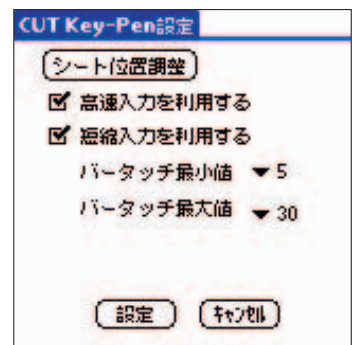 CUT Key-Pen設定
シート位置調整
高速入力を利用する
短縮入力を利用する
バータッチ最小値 ▼ 5
バータッチ最大値 ▼ 30
設定 ｷｬﾝｾﾙ